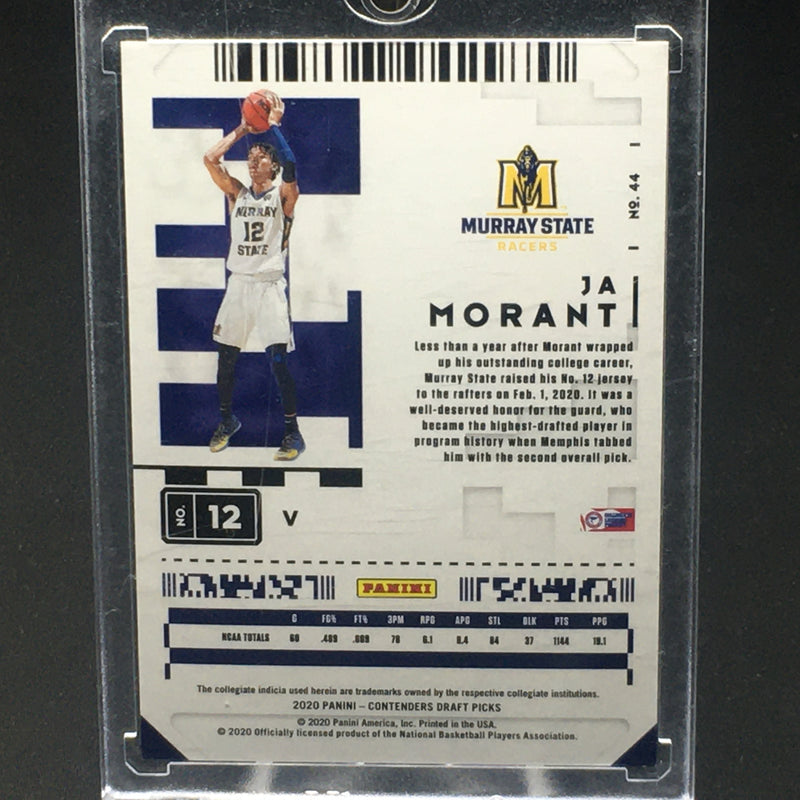 MURRAY
12
STATE
M
MURRAY STATE
RACERS
No. 44
JA
MORANT
Less than a year after Morant wrapped
up his outstanding college career,
Murray State raised his No. 12 jersey
to the rafters on Feb. 1, 2020. It was a
well-deserved honor for the guard, who
became the highest-drafted player in
program history when Memphis tabbed
him with the second overall pick.
NO. 12 V
PANINI
G FG% FT% 3PM RPG APG STL BLK PTS PPG
NCAA TOTALS 60 .489 6.1 8.4 84 37 1144 19.1
The collegiate indicia used herein are trademarks owned by the respective collegiate institutions.
2020 PANINI – CONTENDERS DRAFT PICKS
© 2020 Panini America, Inc. Printed in the USA.
© 2020 Officially licensed product of the National Basketball Players Association.